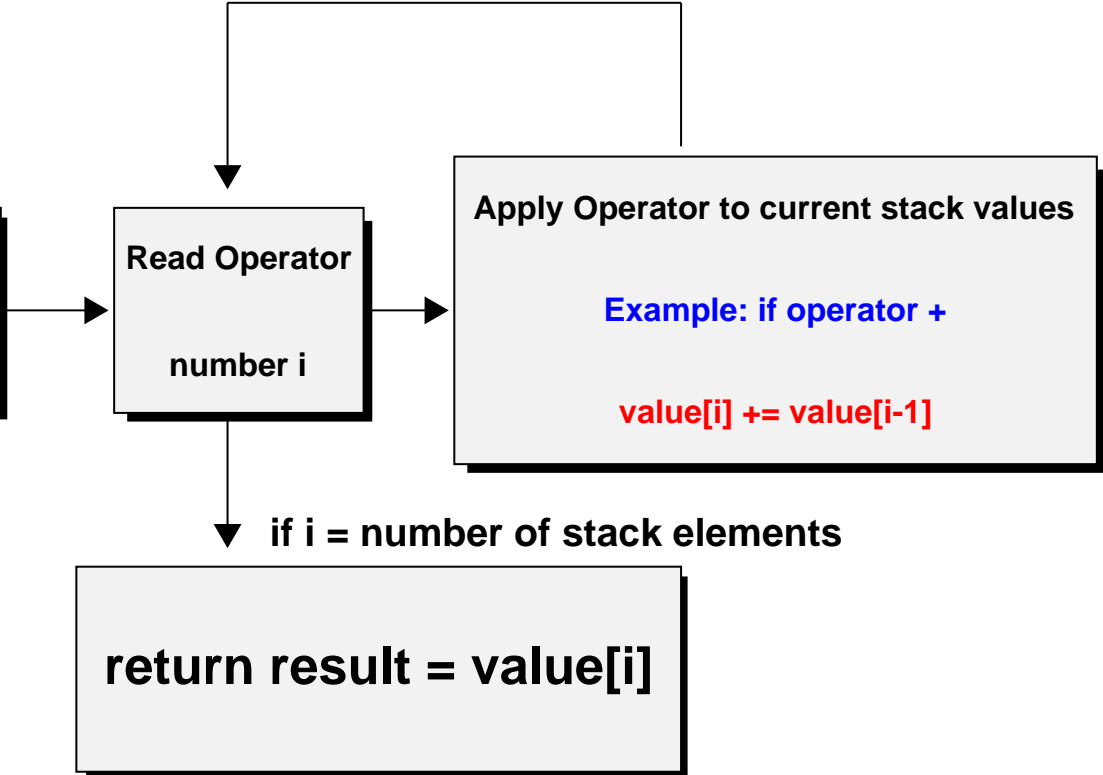 Read Operator
number i
Apply Operator to current stack values
Example: if operator +
value[i] += value[i-1]
if i = number of stack elements
return result = value[i]